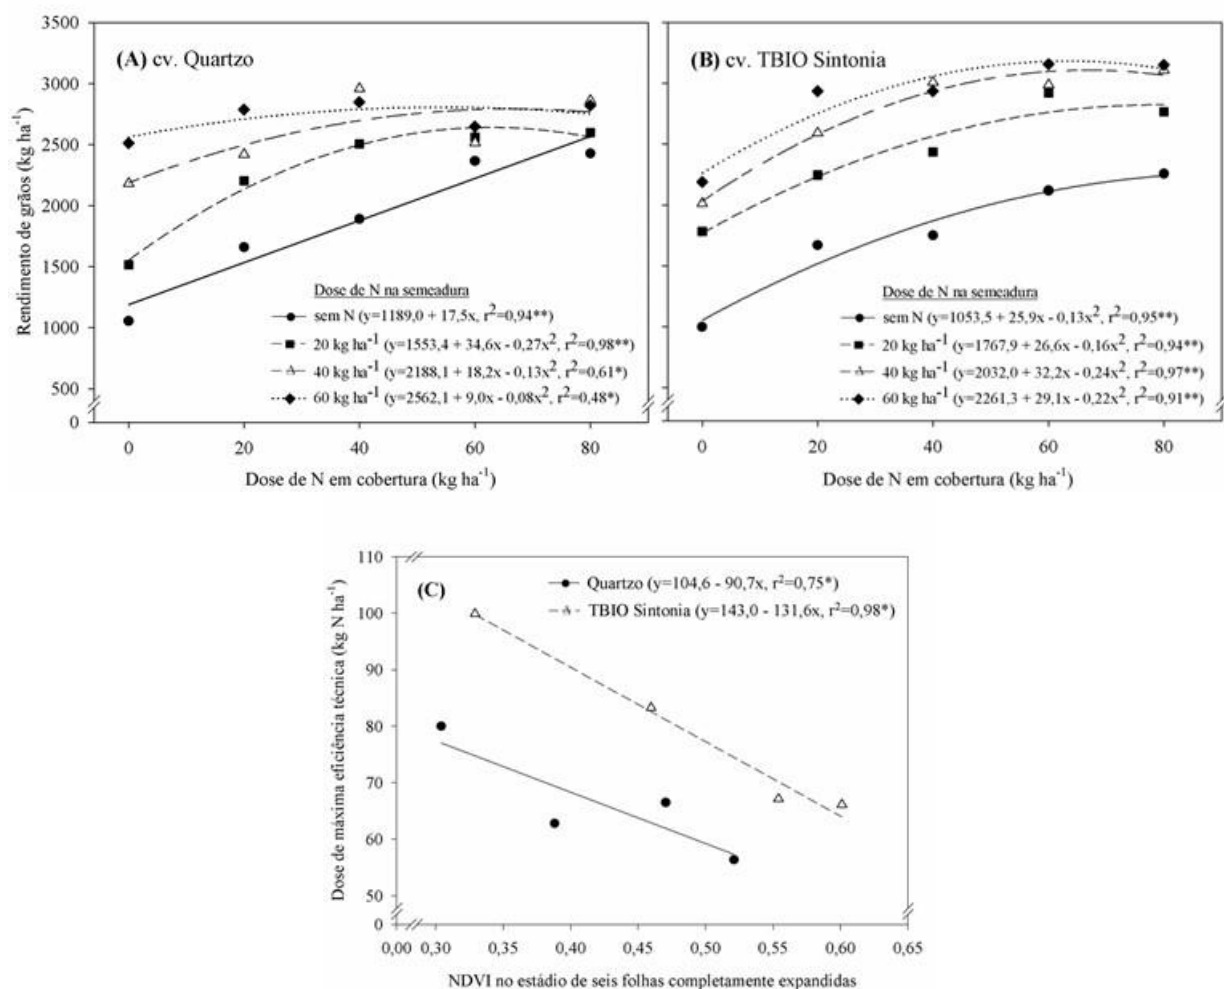 Rendimento de grãos (kg ha-1)
3500
3000
2500
2000
1500
1000
500
0
(A) cv. Quartzo
Dose de N na semeadura
sem N (y=1189,0 + 17,5x, r2=0,94**)
20 kg ha-1 (y=1553,4 + 34,6x - 0,27x2, r2=0,98**)
40 kg ha-1 (y=2188,1 + 18,2x - 0,13x2, r2=0,61*)
60 kg ha-1 (y=2562,1 + 9,0x - 0,08x2, r2=0,48*)
0 20 40 60 80
Dose de N em cobertura (kg ha-1)
(B) cv. TBIO Sintonia
Dose de N na semeadura
sem N (y=1053,5 + 25,9x - 0,13x2, r2=0,95**)
20 kg ha-1 (y=1767,9 + 26,6x - 0,16x2, r2=0,94**)
40 kg ha-1 (y=2032,0 + 32,2x - 0,24x2, r2=0,97**)
60 kg ha-1 (y=2261,3 + 29,1x - 0,22x2, r2=0,91**)
0 20 40 60 80
Dose de N em cobertura (kg ha-1)
Dose de máxima eficiência técnica (kg N ha-1)
110
100
90
80
70
60
50
0
(C)
Quartzo (y=104,6 - 90,7x, r2=0,75*)
TBIO Sintonia (y=143,0 - 131,6x, r2=0,98*)
0,00 0,30 0,35 0,40 0,45 0,50 0,55 0,60 0,65
NDVI no estádio de seis folhas completamente expandidas